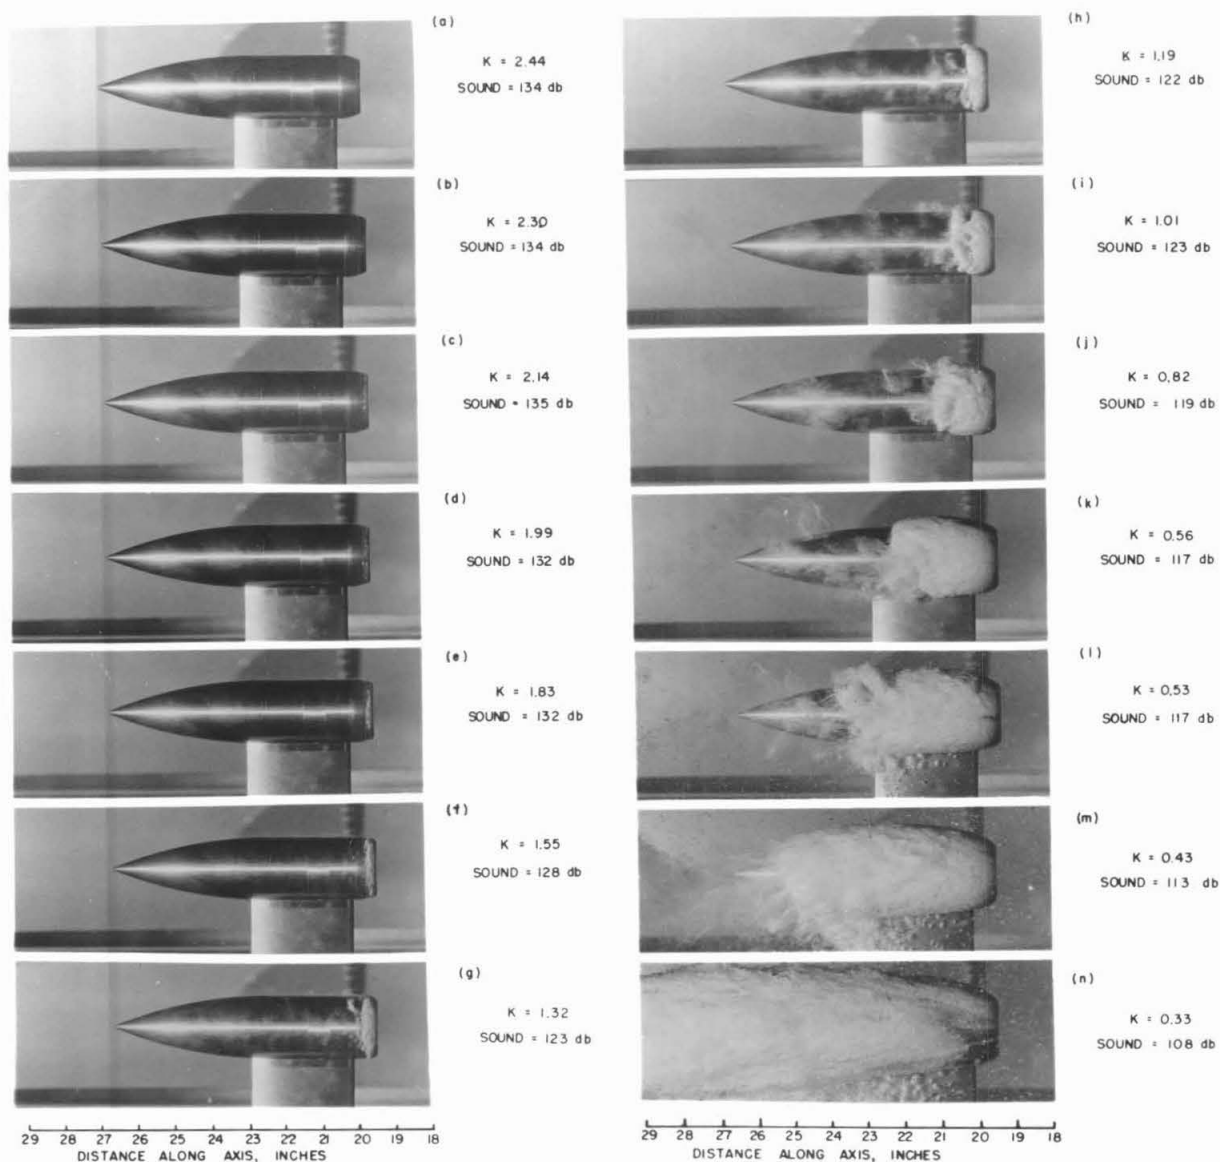 (a)
K = 2.44
SOUND = 134 db
(b)
K = 2.30
SOUND = 134 db
(c)
K = 2.14
SOUND = 135 db
(d)
K = 1.99
SOUND = 132 db
(e)
K = 1.83
SOUND = 132 db
(f)
K = 1.55
SOUND = 128 db
(g)
K = 1.32
SOUND = 123 db
29 28 27 26 25 24 23 22 21 20 19 18
DISTANCE ALONG AXIS, INCHES
(h)
K = 1.19
SOUND = 122 db
(i)
K = 1.01
SOUND = 123 db
(j)
K = 0.82
SOUND = 119 db
(k)
K = 0.56
SOUND = 117 db
(l)
K = 0.53
SOUND = 117 db
(m)
K = 0.43
SOUND = 113 db
(n)
K = 0.33
SOUND = 108 db
29 28 27 26 25 24 23 22 21 20 19 18
DISTANCE ALONG AXIS, INCHES